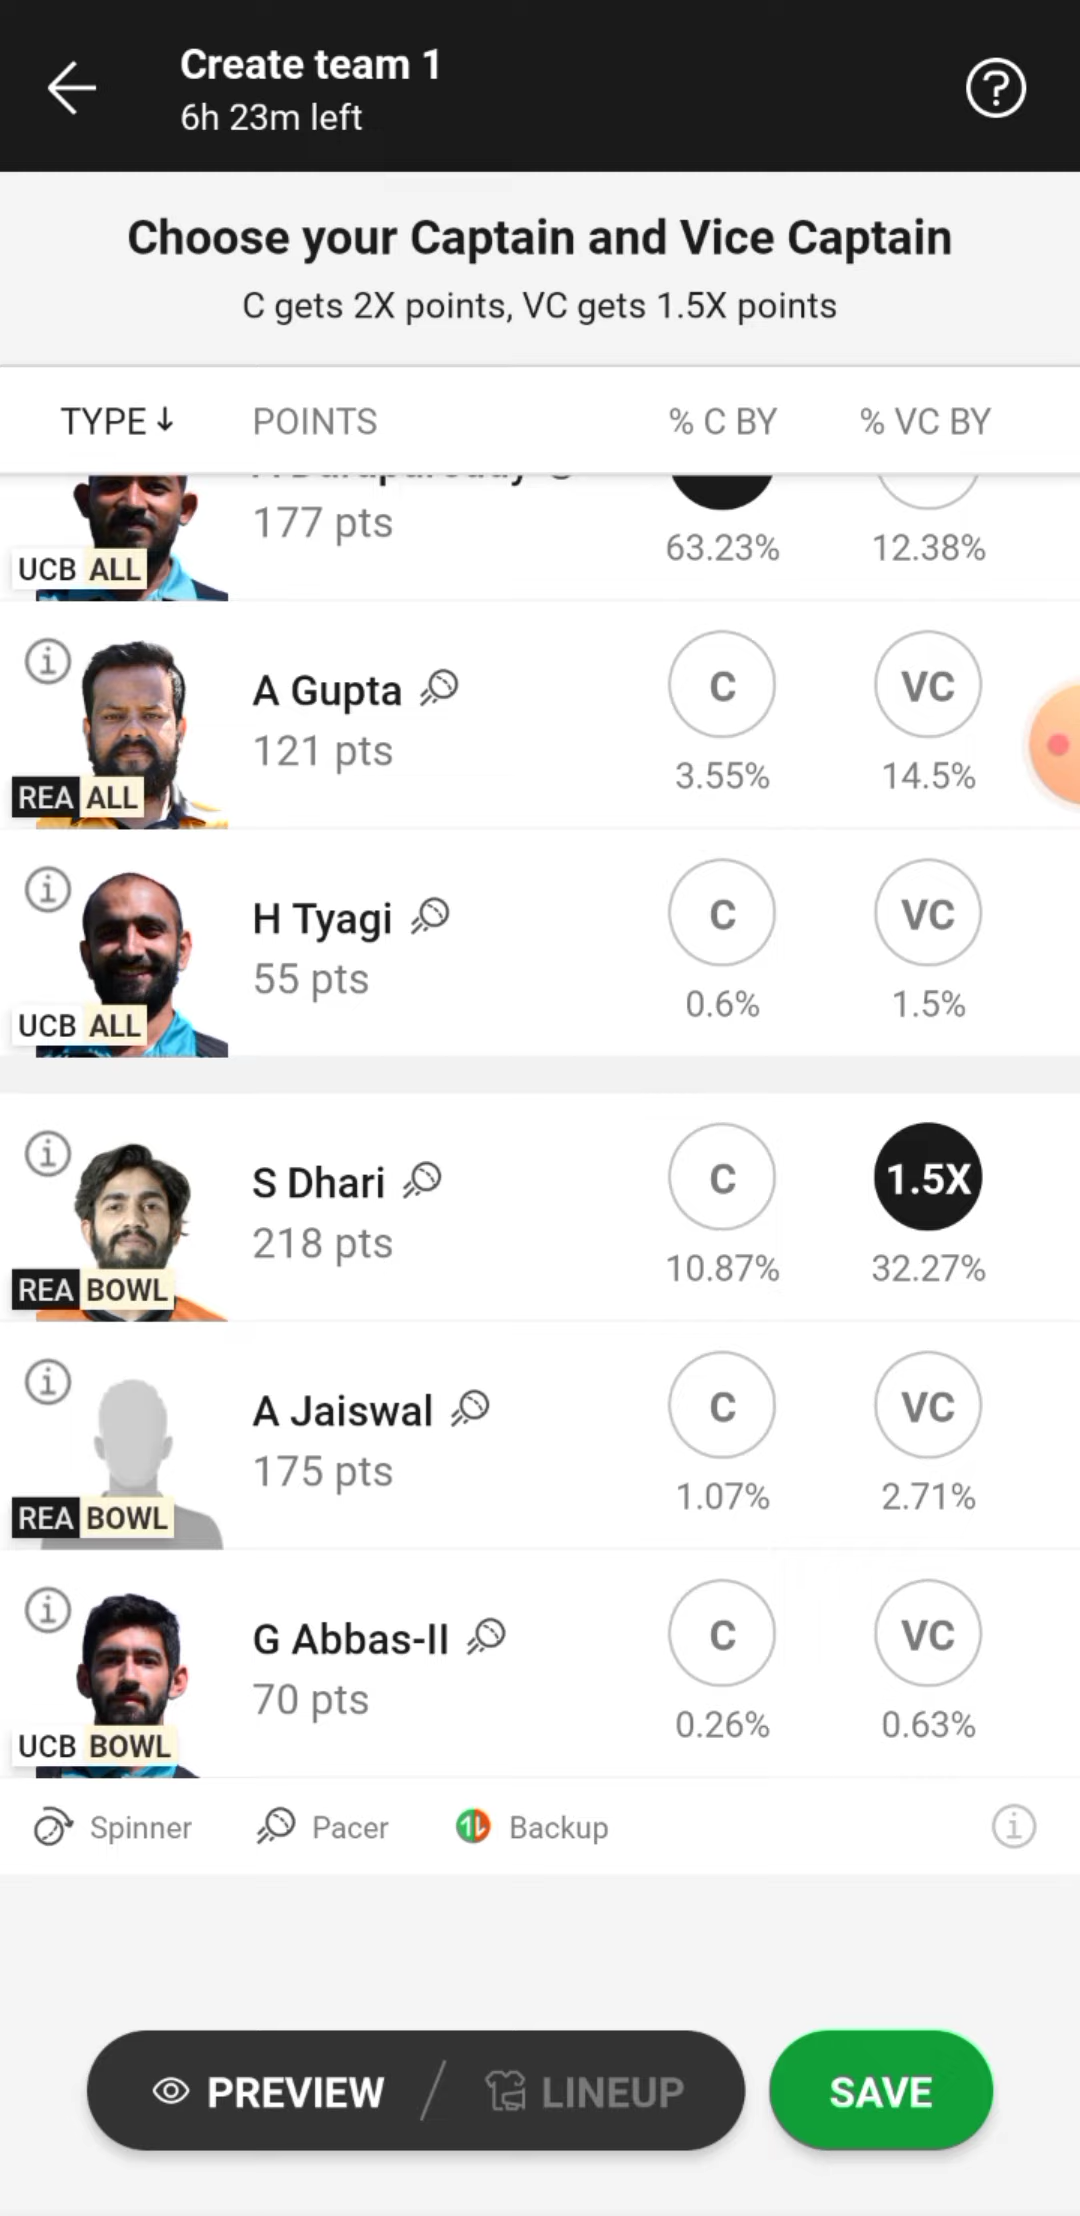 Create team 1
6h 23m left
Choose your Captain and Vice Captain
C gets 2X points, VC gets 1.5X points
TYPE↓ POINTS % C BY % VC BY
177 pts 63.23% 12.38%
UCB ALL
A Gupta C VC
121 pts 3.55% 14.5%
REA ALL
H Tyagi C VC
55 pts 0.6% 1.5%
UCB ALL
S Dhari C 1.5X
218 pts 10.87% 32.27%
REA BOWL
A Jaiswal C VC
175 pts 1.07% 2.71%
REA BOWL
G Abbas-II C VC
70 pts 0.26% 0.63%
UCB BOWL
Spinner Pacer Backup
PREVIEW / LINEUP SAVE